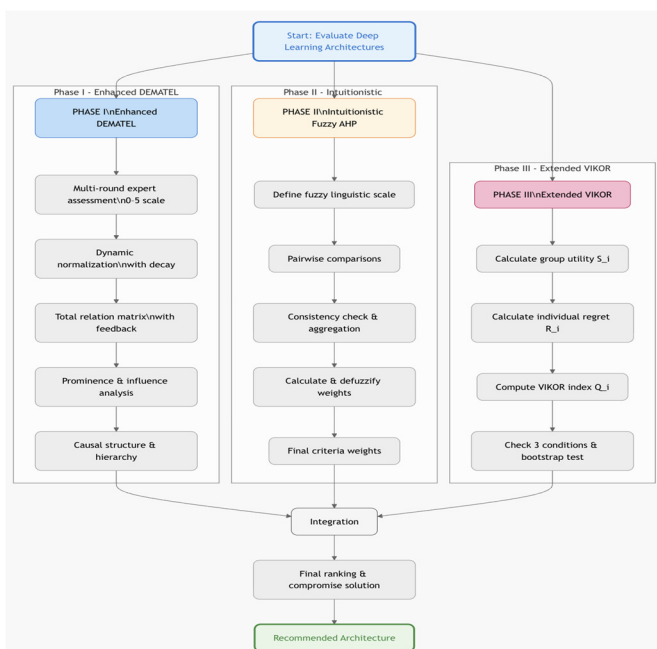 Start: Evaluate Deep
Learning Architectures
Phase I - Enhanced DEMATEL
PHASE I\nEnhanced
DEMATEL
Multi-round expert
assessment\n0-5 scale
Dynamic
normalization\nwith decay
Total relation matrix\nwith
feedback
Prominence & influence
analysis
Causal structure &
hierarchy
Phase II - Intuitionistic
PHASE II\nIntuitionistic
Fuzzy AHP
Define fuzzy linguistic scale
Pairwise comparisons
Consistency check &
aggregation
Calculate & defuzzify
weights
Final criteria weights
Phase III - Extended VIKOR
PHASE III\nExtended VIKOR
Calculate group utility S_i
Calculate individual regret
R_i
Compute VIKOR index Q_i
Check 3 conditions &
bootstrap test
Integration
Final ranking &
compromise solution
Recommended Architecture